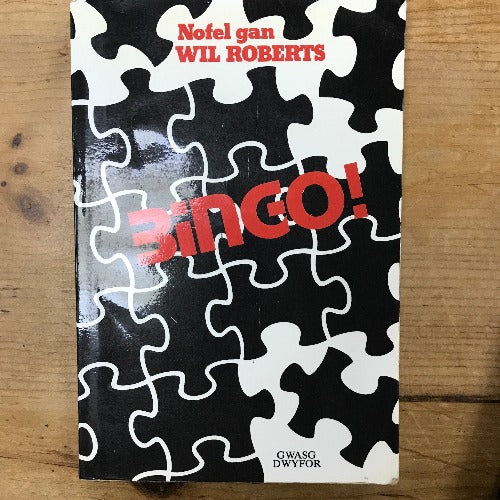 Nofel gan
WIL ROBERTS
BiNGO!
GWASG
DWYFOR